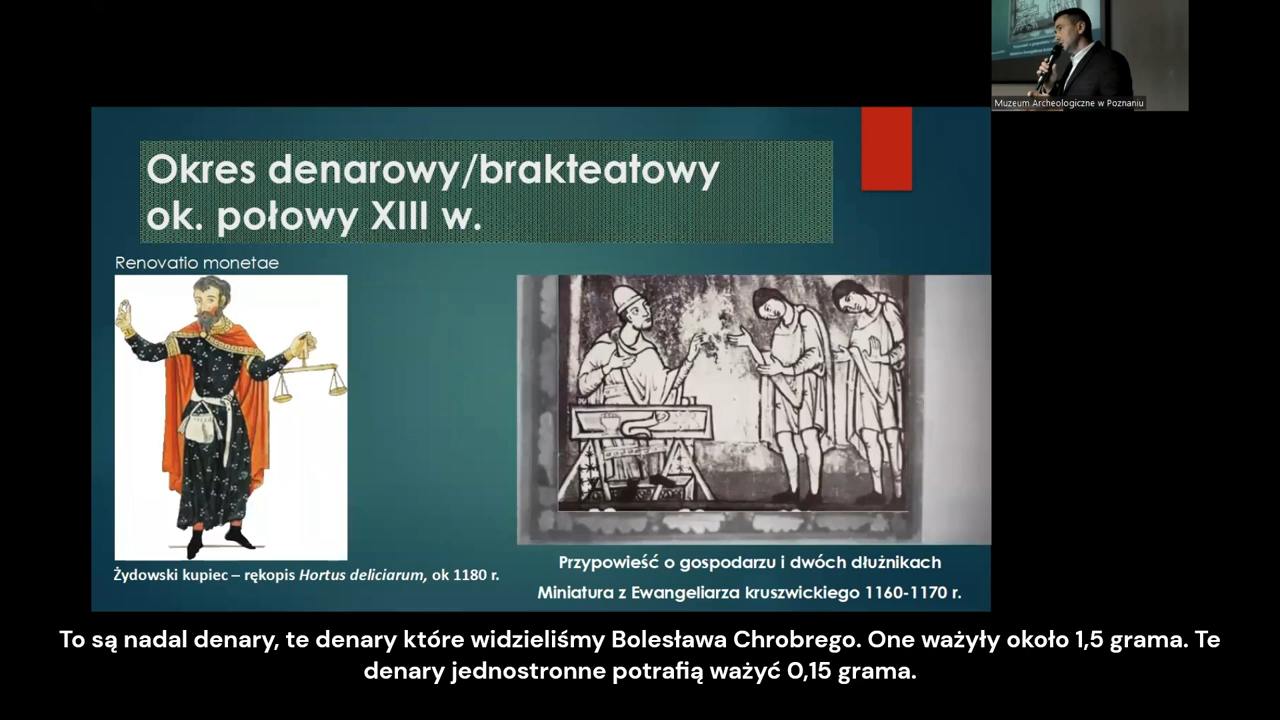 Muzeum Archeologiczne w Poznaniu
Okres denarowy/brakteatowy
ok. połowy XIII w.
Renovatio monetae
Żydowski kupiec – rękopis Hortus deliciarum, ok 1180 r.
Przypowieść o gospodarzu i dwóch dłużnikach
Miniatura z Ewangeliarza kruszwickiego 1160-1170 r.
To są nadal denary, te denary które widzieliśmy Bolesława Chrobrego. One ważyły około 1,5 grama. Te
denary jednostronne potrafią ważyć 0,15 grama.